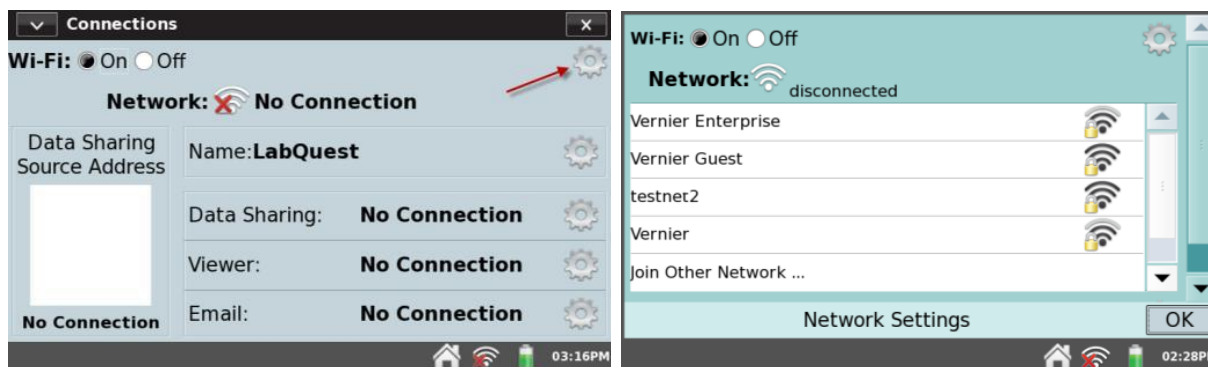 Connections
Wi-Fi: On Off
Network: No Connection
Data Sharing
Source Address
No Connection
Name:LabQuest
Data Sharing: No Connection
Viewer: No Connection
Email: No Connection
03:16PM
Wi-Fi: On Off
Network: disconnected
Vernier Enterprise
Vernier Guest
testnet2
Vernier
Join Other Network ...
Network Settings
OK
02:28P